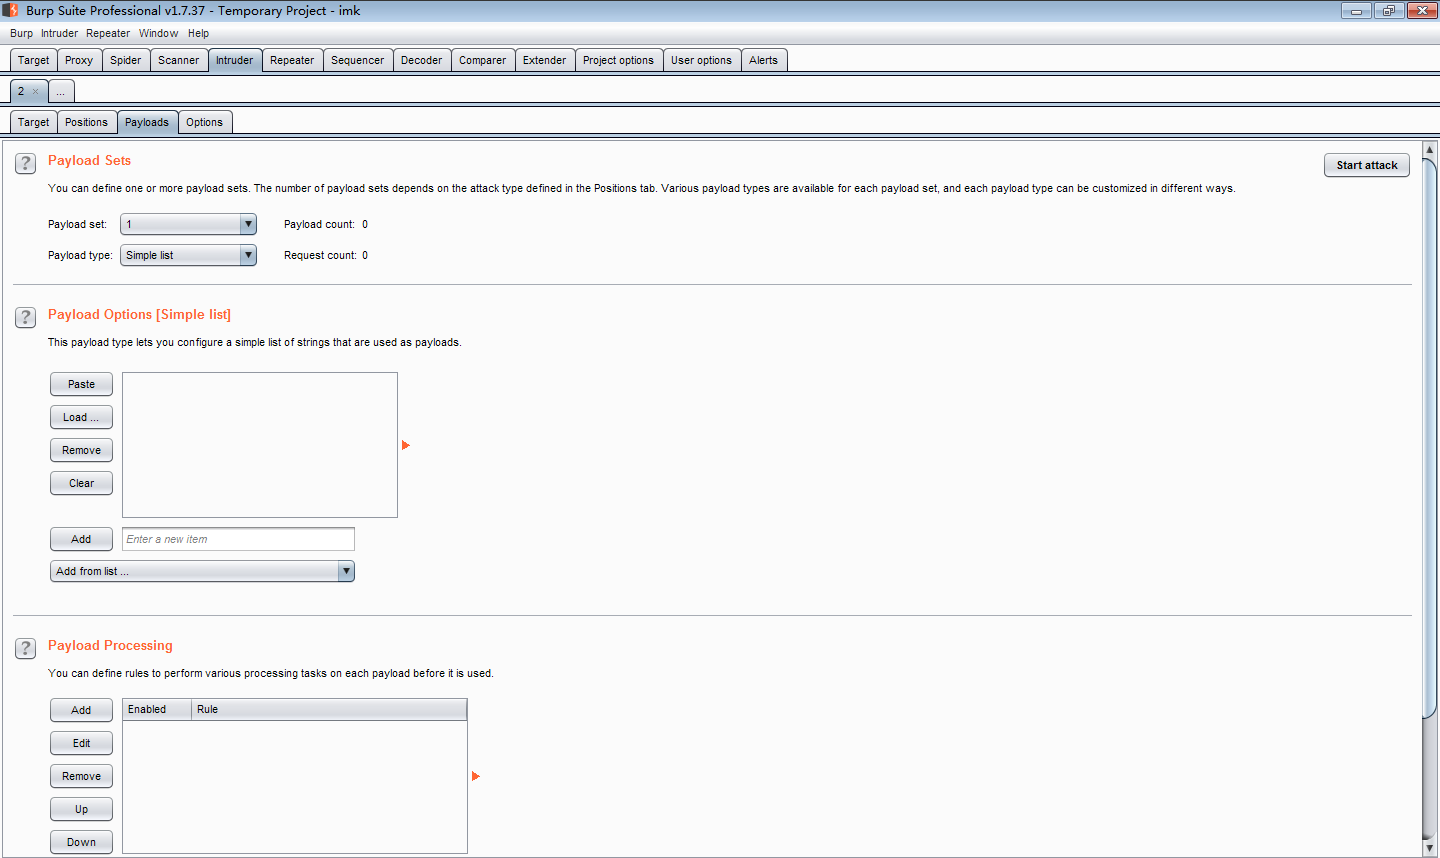 Burp Suite Professional v1.7.37 - Temporary Project - imk
Burp Intruder Repeater Window Help
Target Proxy Spider Scanner Intruder Repeater Sequencer Decoder Comparer Extender Project options User options Alerts
2 × ...
Target Positions Payloads Options
? Payload Sets
Start attack
You can define one or more payload sets. The number of payload sets depends on the attack type defined in the Positions tab. Various payload types are available for each payload set, and each payload type can be customized in different ways.
Payload set: 1 Payload count: 0
Payload type: Simple list Request count: 0
? Payload Options [Simple list]
This payload type lets you configure a simple list of strings that are used as payloads.
Paste
Load ...
Remove
Clear
Add Enter a new item
Add from list ...
? Payload Processing
You can define rules to perform various processing tasks on each payload before it is used.
Add Enabled Rule
Edit
Remove
Up
Down